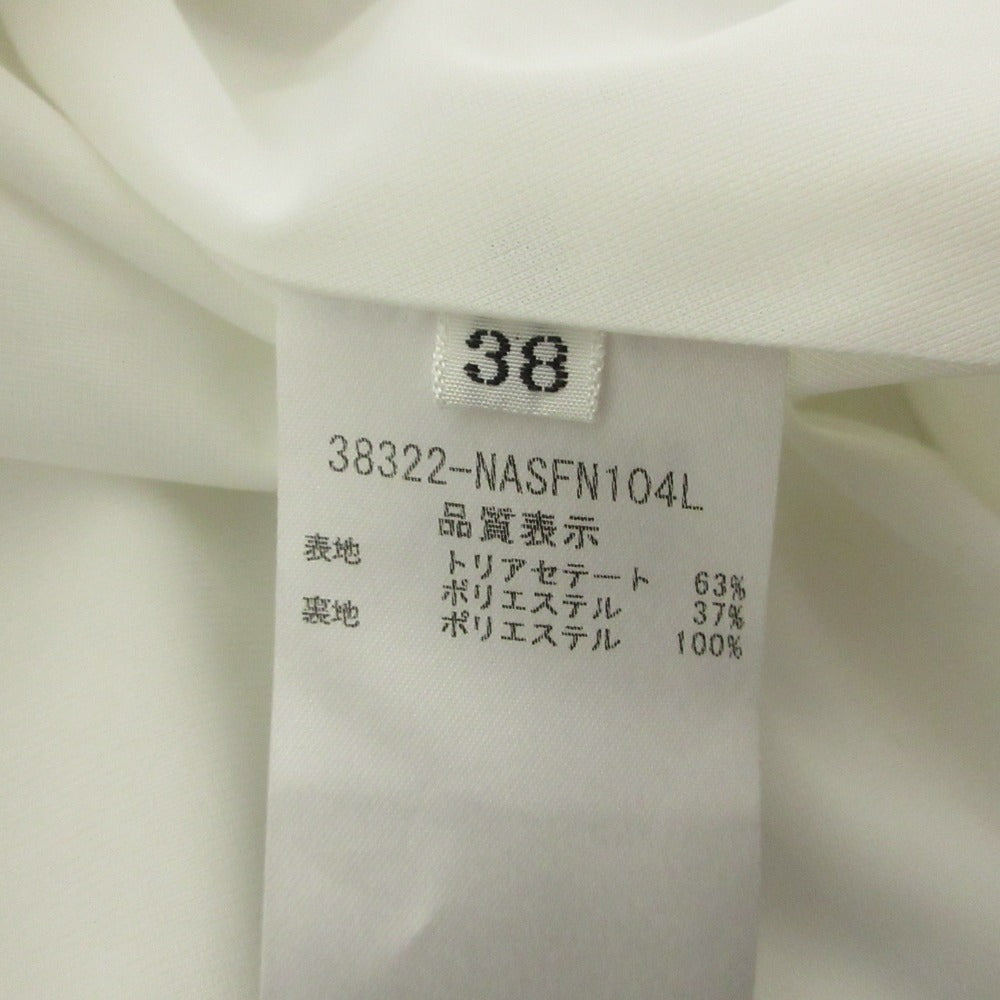 38
38322-NASFN104L
品質表示
表地 トリアセテート 63%
ポリエステル 37%
裏地 ポリエステル 100%